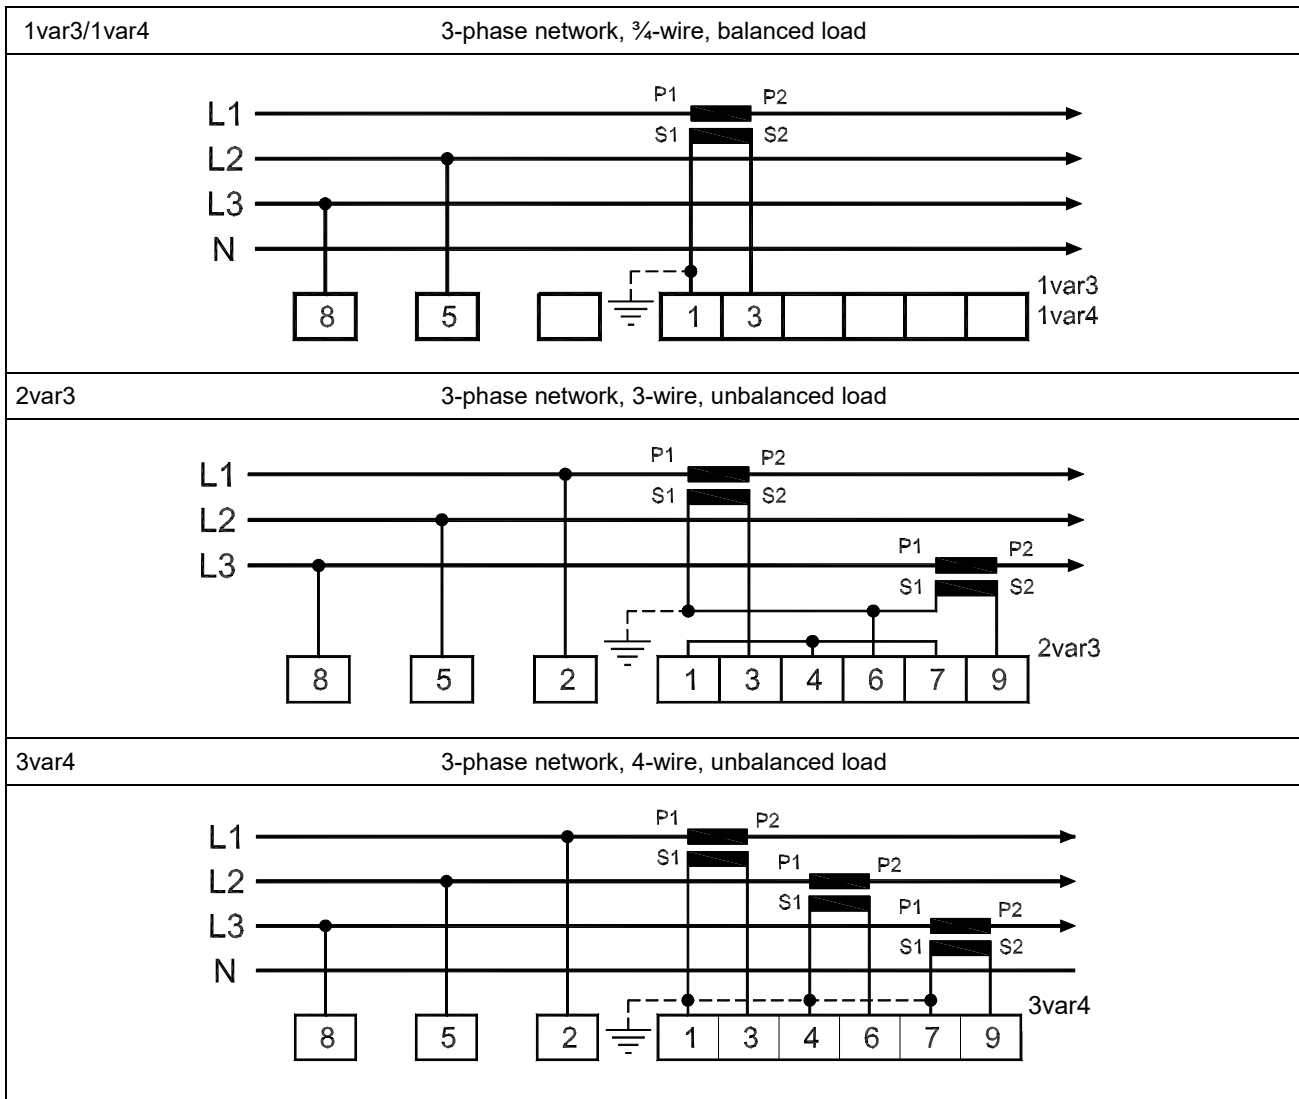 1var3/1var4 3-phase network, ¾-wire, balanced load
P1 P2
L1
S1 S2
L2
L3
N
1var3
8 5 1 3 1var4
2var3 3-phase network, 3-wire, unbalanced load
P1 P2
L1
S1 S2
L2
P1 P2
L3
S1 S2
2var3
8 5 2 1 3 4 6 7 9
3var4 3-phase network, 4-wire, unbalanced load
P1 P2
L1
S1 P1 P2
L2
S1 P1 P2
L3
S1 S2
N
3var4
8 5 2 1 3 4 6 7 9